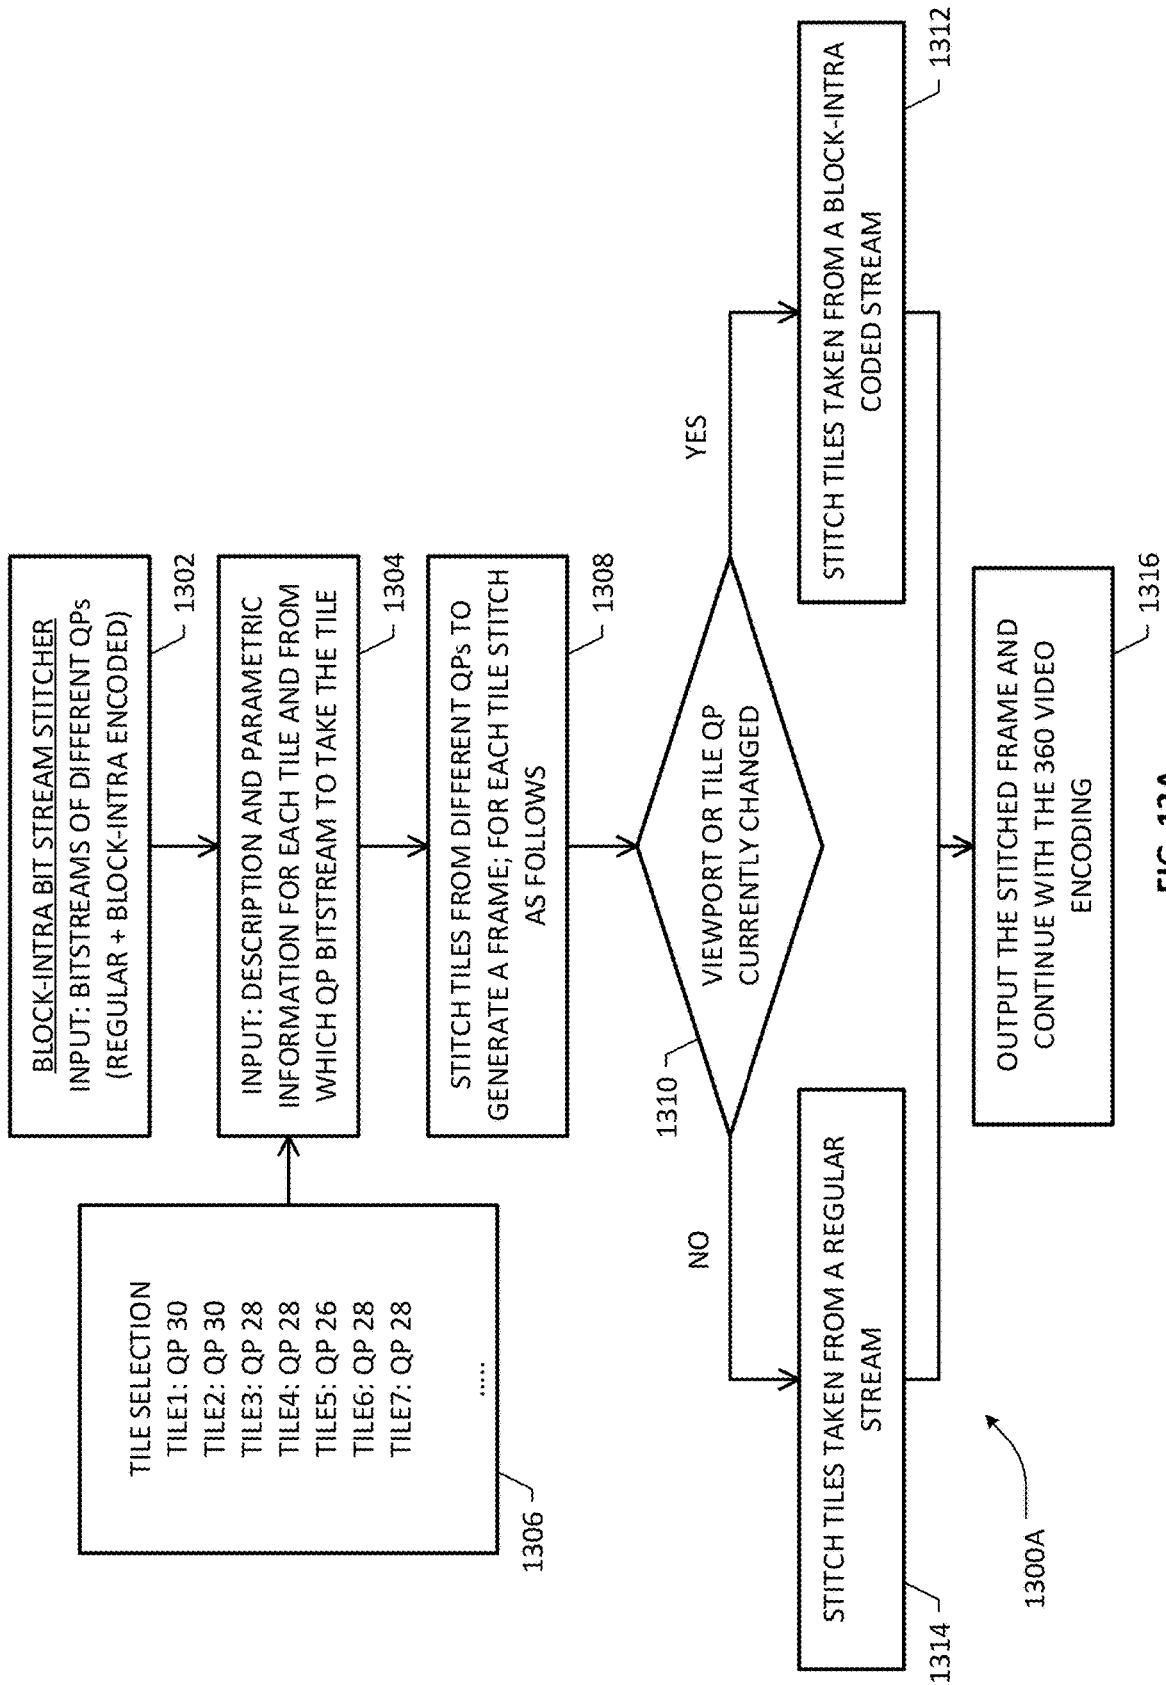 BLOCK-INTRA BIT STREAM STITCHER
INPUT: BITSTREAMS OF DIFFERENT QPs
(REGULAR + BLOCK-INTRA ENCODED)
1302
TILE SELECTION
TILE1: QP 30
TILE2: QP 30
TILE3: QP 28
TILE4: QP 28
TILE5: QP 26
TILE6: QP 28
TILE7: QP 28
.....
1306
INPUT: DESCRIPTION AND PARAMETRIC
INFORMATION FOR EACH TILE AND FROM
WHICH QP BITSTREAM TO TAKE THE TILE
1304
STITCH TILES FROM DIFFERENT QPs TO
GENERATE A FRAME; FOR EACH TILE STITCH
AS FOLLOWS
1308
VIEWPORT OR TILE QP
CURRENTLY CHANGED
1310
NO
YES
STITCH TILES TAKEN FROM A REGULAR
STREAM
1314
STITCH TILES TAKEN FROM A BLOCK-INTRA
CODED STREAM
1312
OUTPUT THE STITCHED FRAME AND
CONTINUE WITH THE 360 VIDEO
ENCODING
1316
1300A